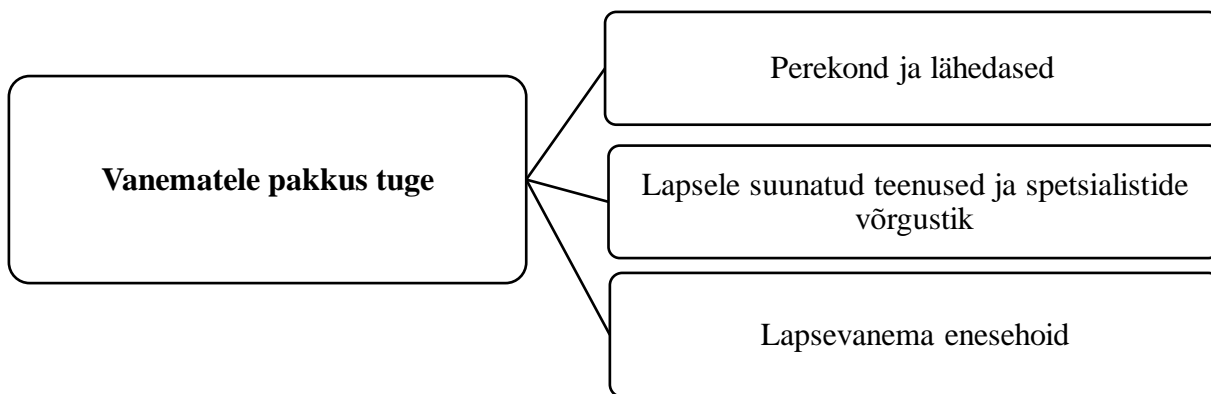 Perekond ja lähedased
Vanematele pakkus tuge
Lapsele suunatud teenused ja spetsialistide
võrgustik
Lapsevanema enesehoid